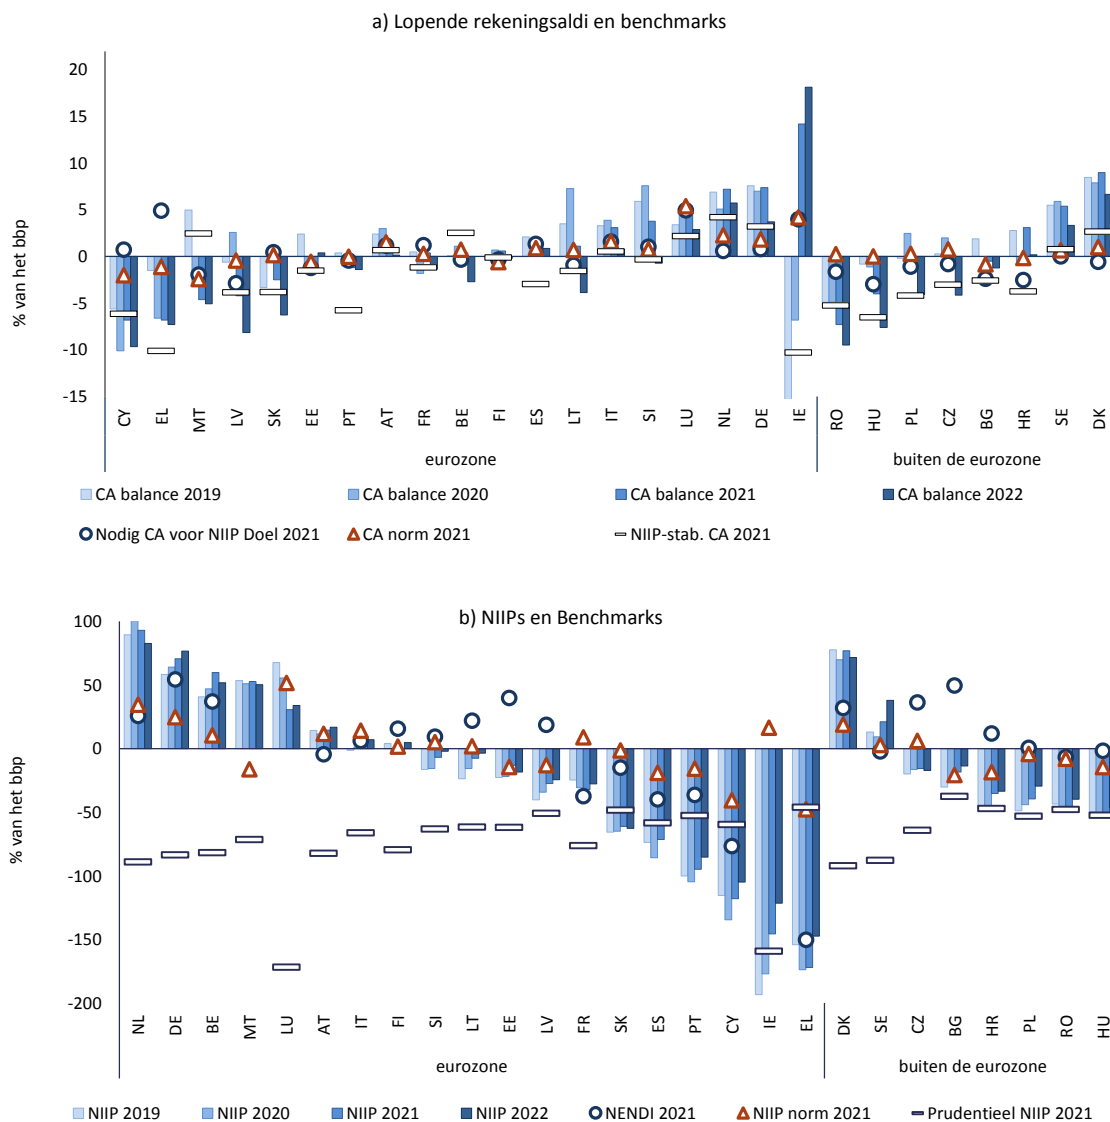 a) Lopende rekeningsaldi en benchmarks
% van het bbp
20
15
10
5
0
-5
-10
-15
CY EL MT LV SK EE PT AT FR BE FI ES LT IT SI LU NL DE IE RO HU PL CZ BG HR SE DK
eurozone buiten de eurozone
CA balance 2019 CA balance 2020 CA balance 2021 CA balance 2022
Nodig CA voor NIIP Doel 2021 CA norm 2021 NIIP-stab. CA 2021
b) NIIPs en Benchmarks
% van het bbp
100
50
0
-50
-100
-150
-200
NL DE BE MT LU AT IT FI SI LT EE LV FR SK ES PT CY IE EL DK SE CZ BG HR PL RO HU
eurozone buiten de eurozone
NIIP 2019 NIIP 2020 NIIP 2021 NIIP 2022 NENDI 2021 NIIP norm 2021 Prudentieel NIIP 2021